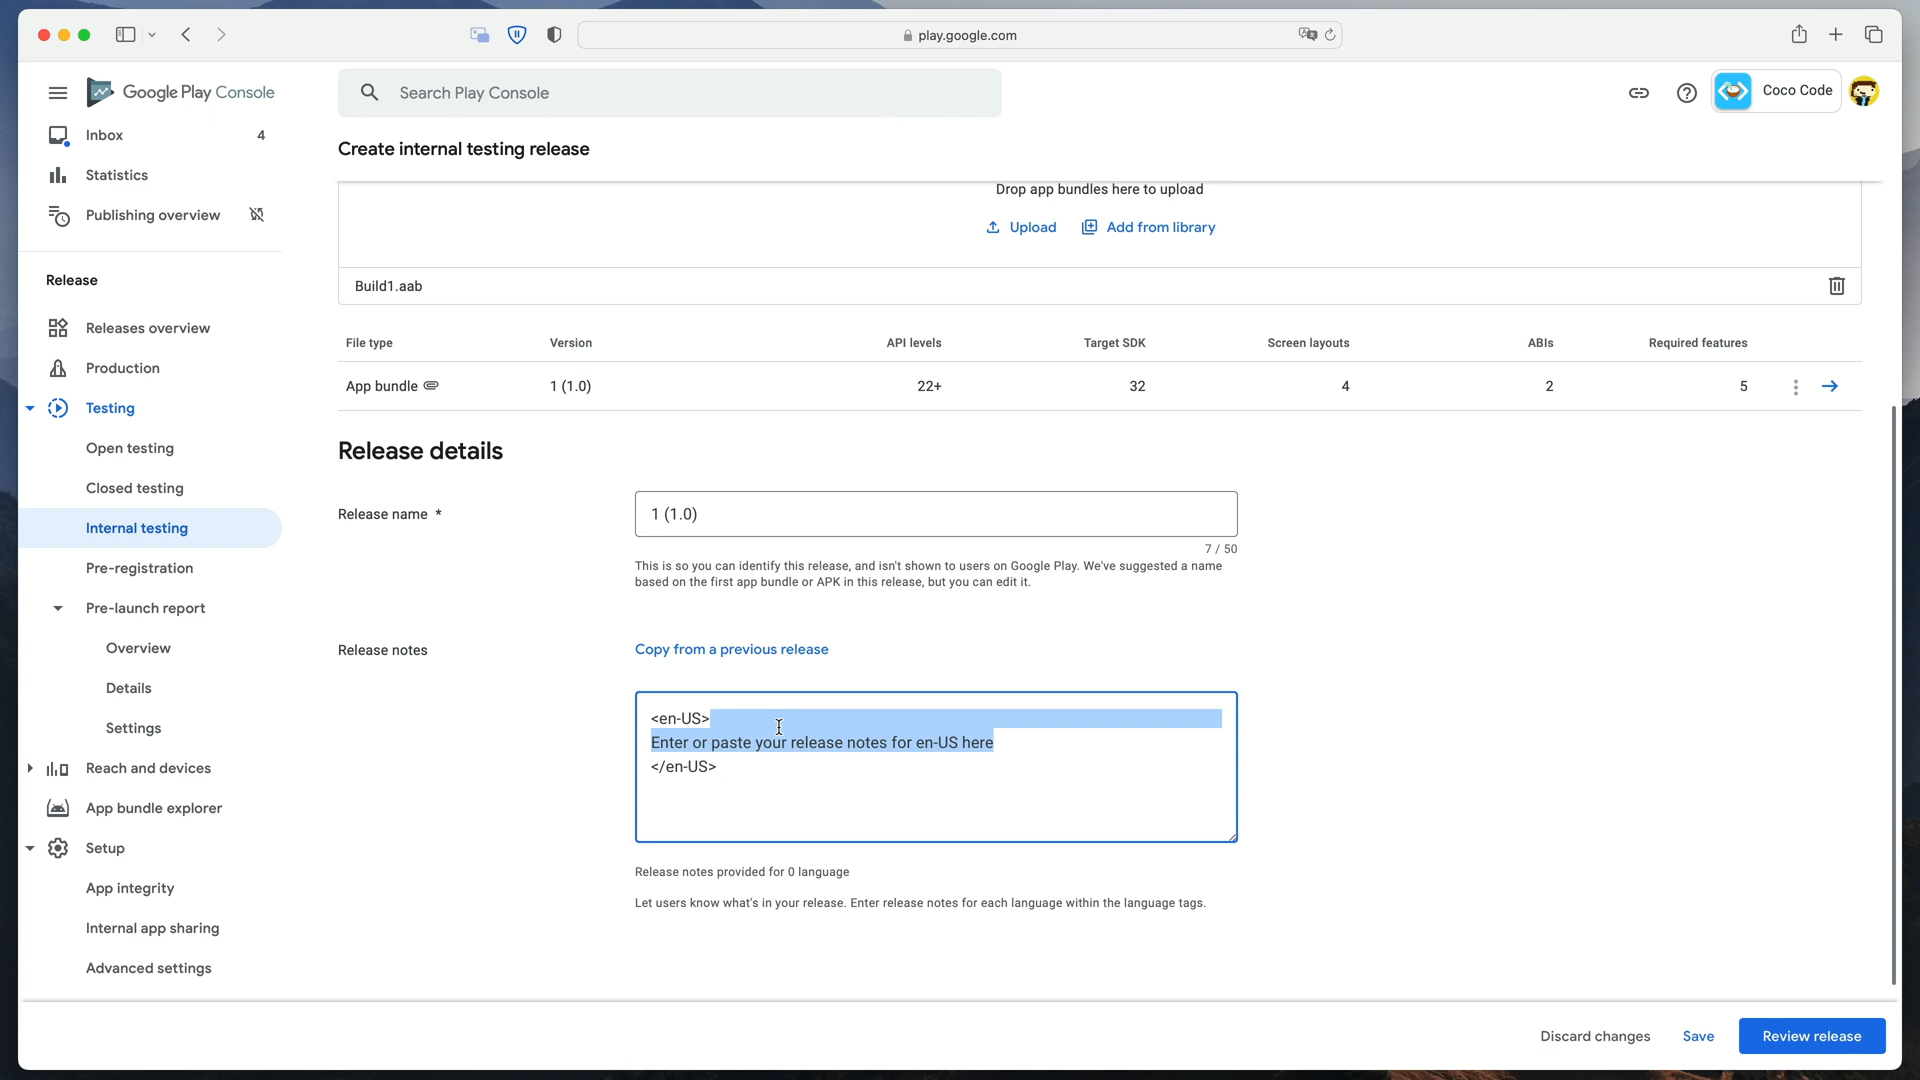 play.google.com
Google Play Console
Search Play Console
Coco Code
Inbox 4
Statistics
Publishing overview
Release
Releases overview
Production
Testing
Open testing
Closed testing
Internal testing
Pre-registration
Pre-launch report
Overview
Details
Settings
Reach and devices
App bundle explorer
Setup
App integrity
Internal app sharing
Advanced settings
Create internal testing release
Drop app bundles here to upload
Upload Add from library
Build1.aab
File type Version API levels Target SDK Screen layouts ABIs Required features
App bundle 1 (1.0) 22+ 32 4 2 5
Release details
Release name *
1 (1.0)
7 / 50
This is so you can identify this release, and isn't shown to users on Google Play. We've suggested a name
based on the first app bundle or APK in this release, but you can edit it.
Release notes
Copy from a previous release
<en-US>
Enter or paste your release notes for en-US here
</en-US>
Release notes provided for 0 language
Let users know what's in your release. Enter release notes for each language within the language tags.
Discard changes Save Review release